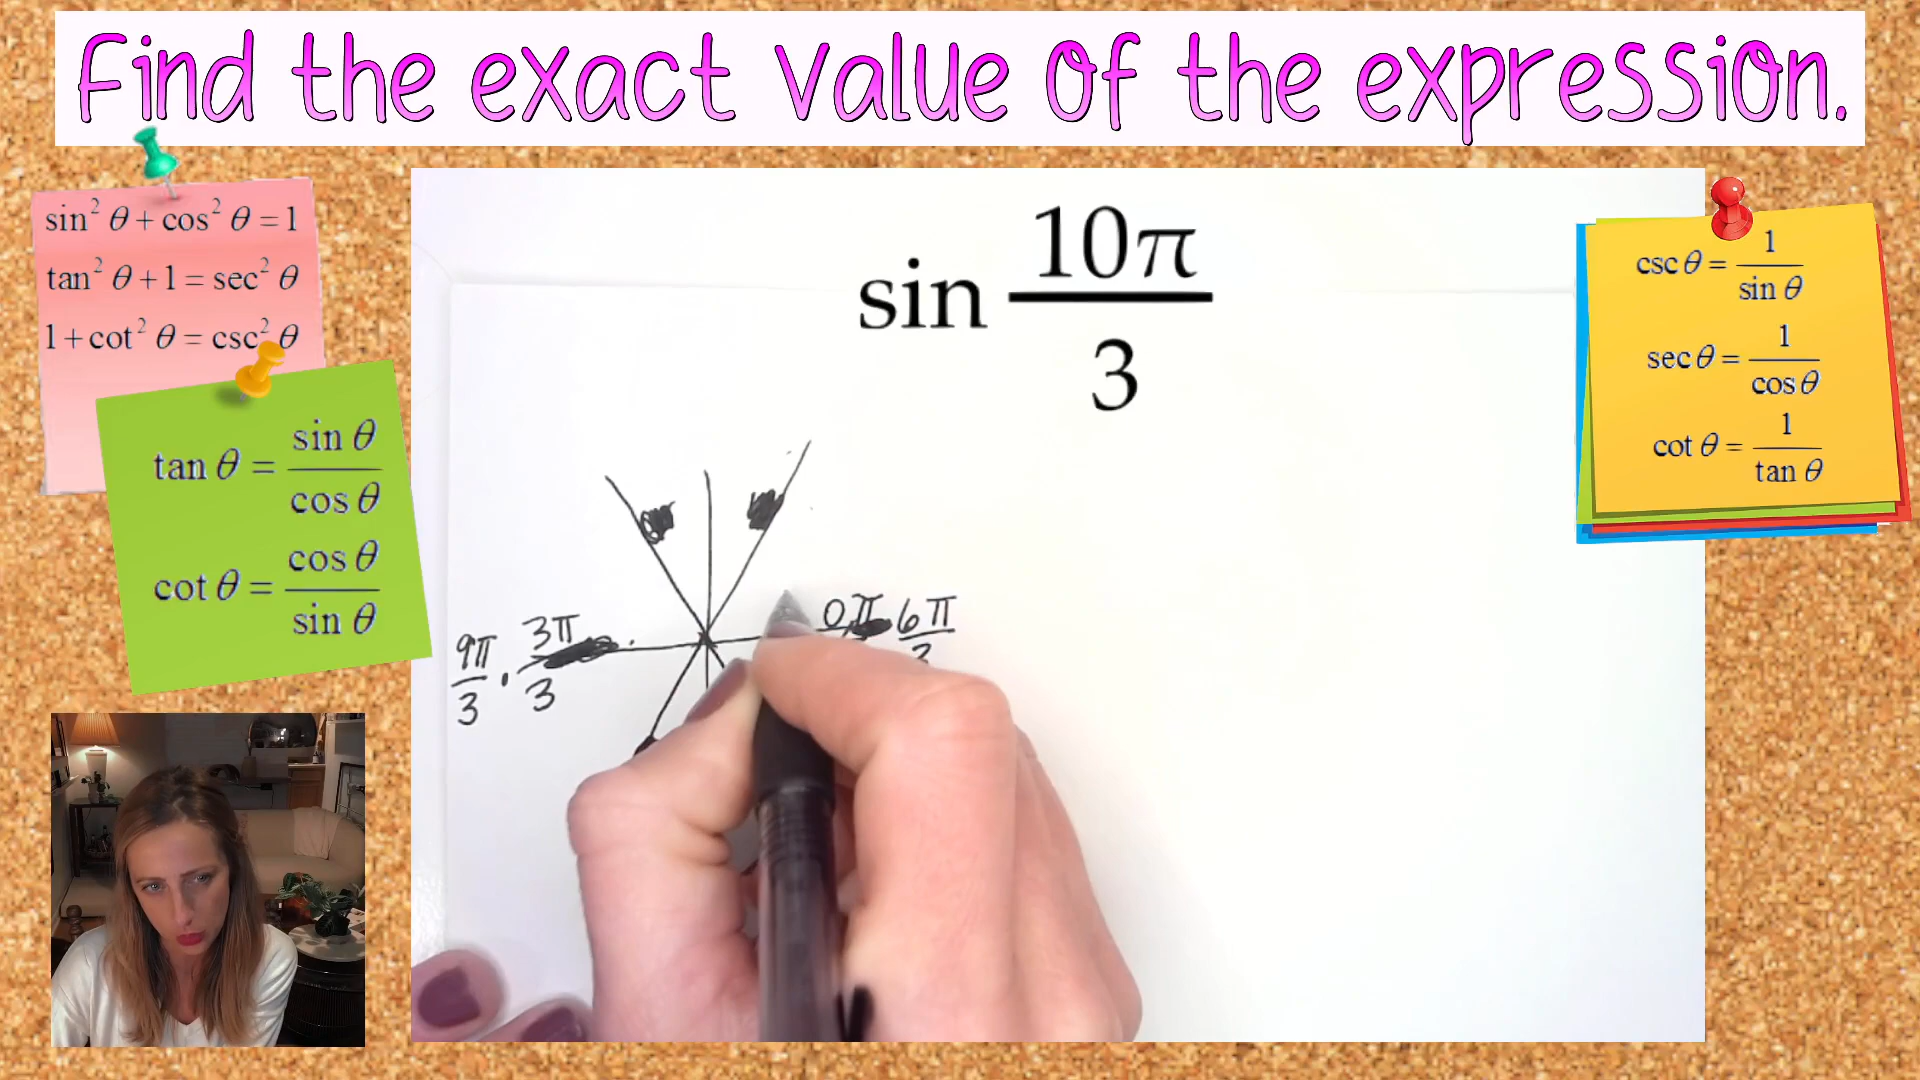 Find the exact value of the expression.
sin² θ + cos² θ = 1
tan² θ + 1 = sec² θ
1 + cot² θ = csc² θ
tan θ = sin θ / cos θ
cot θ = cos θ / sin θ
sin 10π / 3
9π / 3
3π / 3
0π
6π / 3
csc θ = 1 / sin θ
sec θ = 1 / cos θ
cot θ = 1 / tan θ